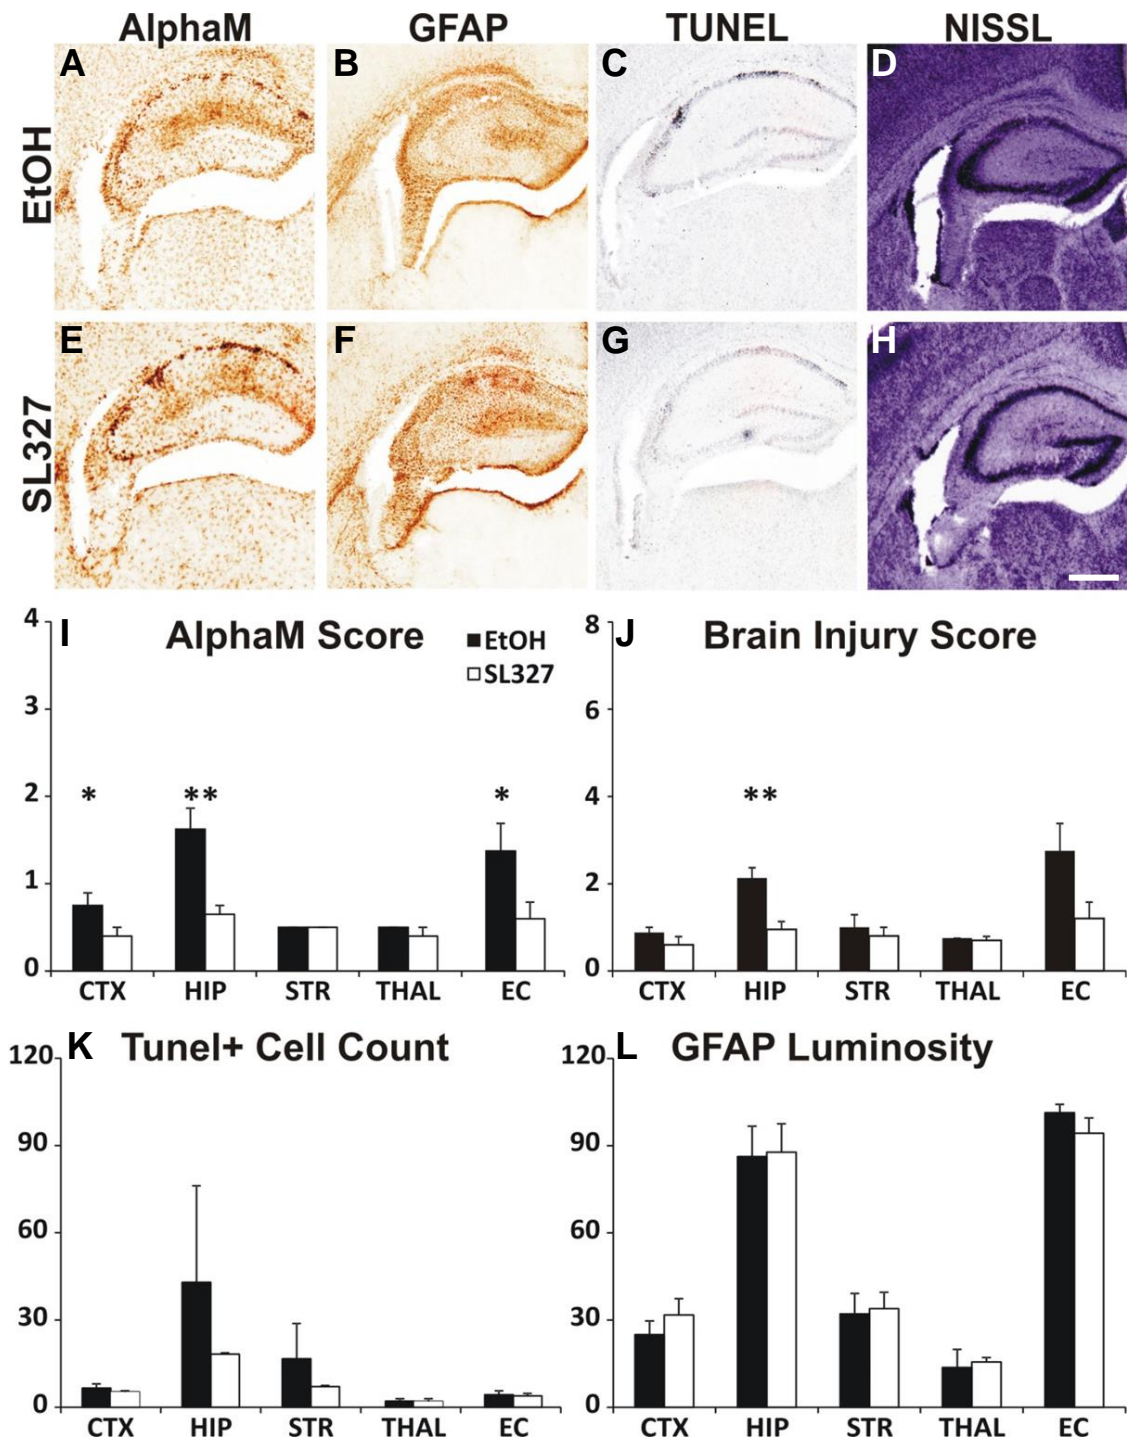 AlphaM GFAP TUNEL NISSL
A B C D
EtOH
E F G H
SL327
I AlphaM Score
EtOH
SL327
4
3
2
1
0
* ** *
CTX HIP STR THAL EC
J Brain Injury Score
8
6
4
2
0
**
CTX HIP STR THAL EC
K Tunel+ Cell Count
120
90
60
30
0
CTX HIP STR THAL EC
L GFAP Luminosity
120
90
60
30
0
CTX HIP STR THAL EC